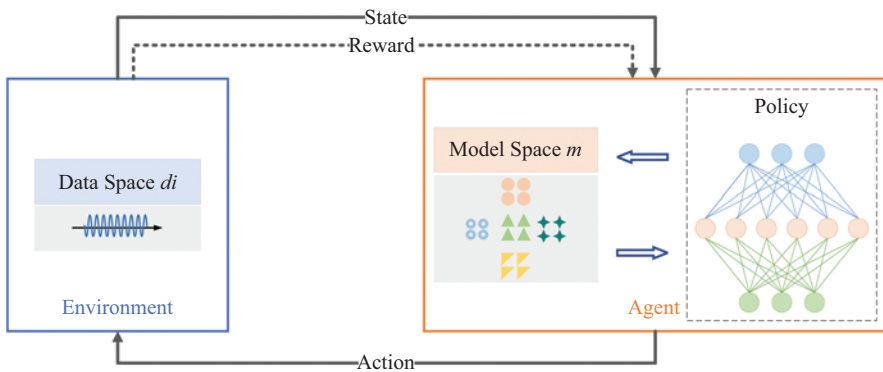 State
Reward
Policy
Model Space m
Data Space di
Environment
Agent
Action